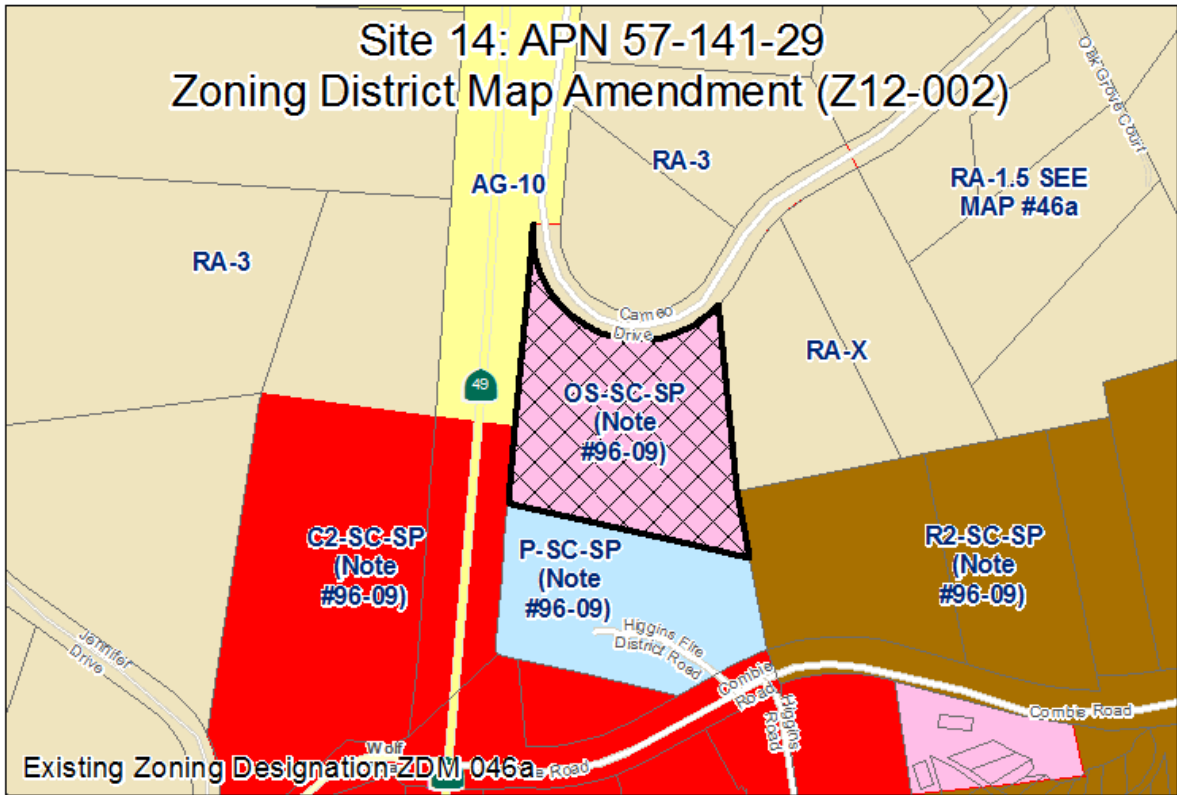 Site 14: APN 57-141-29
Zoning District Map Amendment (Z12-002)
Oak Grove Court
RA-3
AG-10
RA-1.5 SEE
MAP #46a
RA-3
Cameo
Drive
RA-X
49
OS-SC-SP
(Note
#96-09)
C2-SC-SP
(Note
#96-09)
P-SC-SP
(Note
#96-09)
R2-SC-SP
(Note
#96-09)
Higgins Fire
District Road
Jennifer
Drive
Combie
Road
Higgins
Road
Combie Road
Wolf
Road
Existing Zoning Designation ZDM 046a